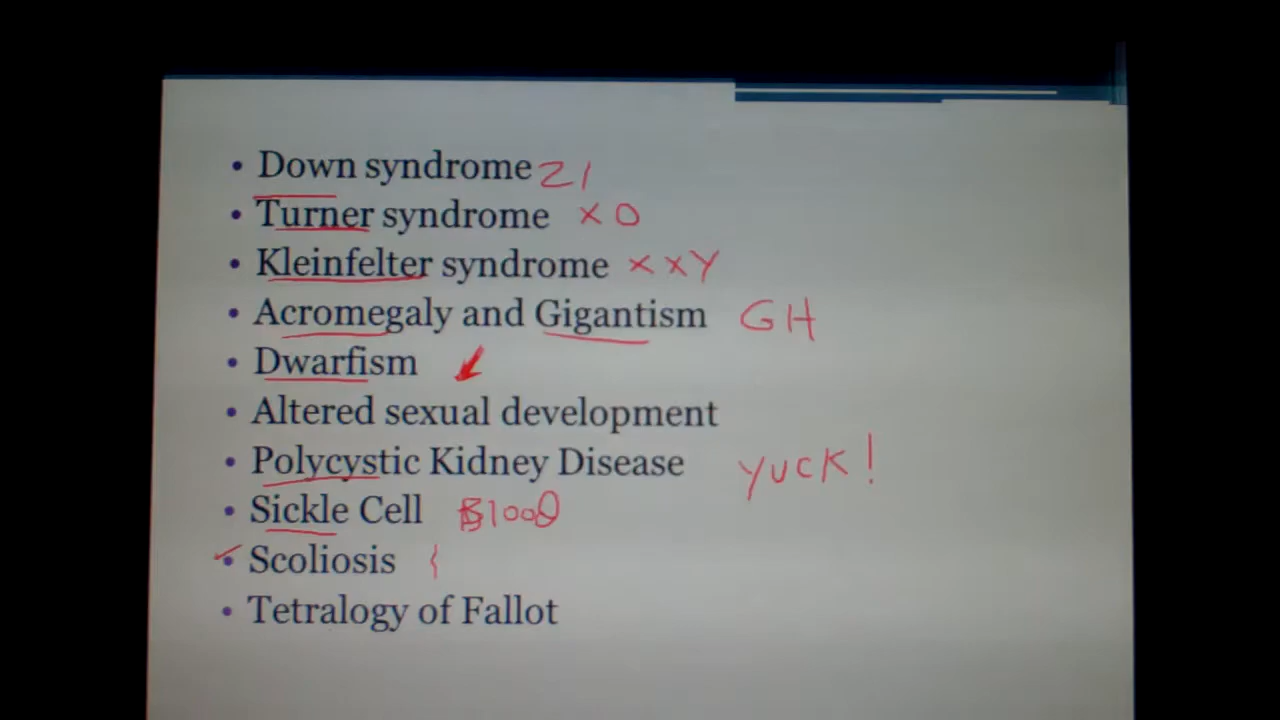 • Down syndrome 21
• Turner syndrome XO
• Kleinfelter syndrome XXY
• Acromegaly and Gigantism GH
• Dwarfism
• Altered sexual development
• Polycystic Kidney Disease YUCK!
• Sickle Cell Blood
• Scoliosis
• Tetralogy of Fallot